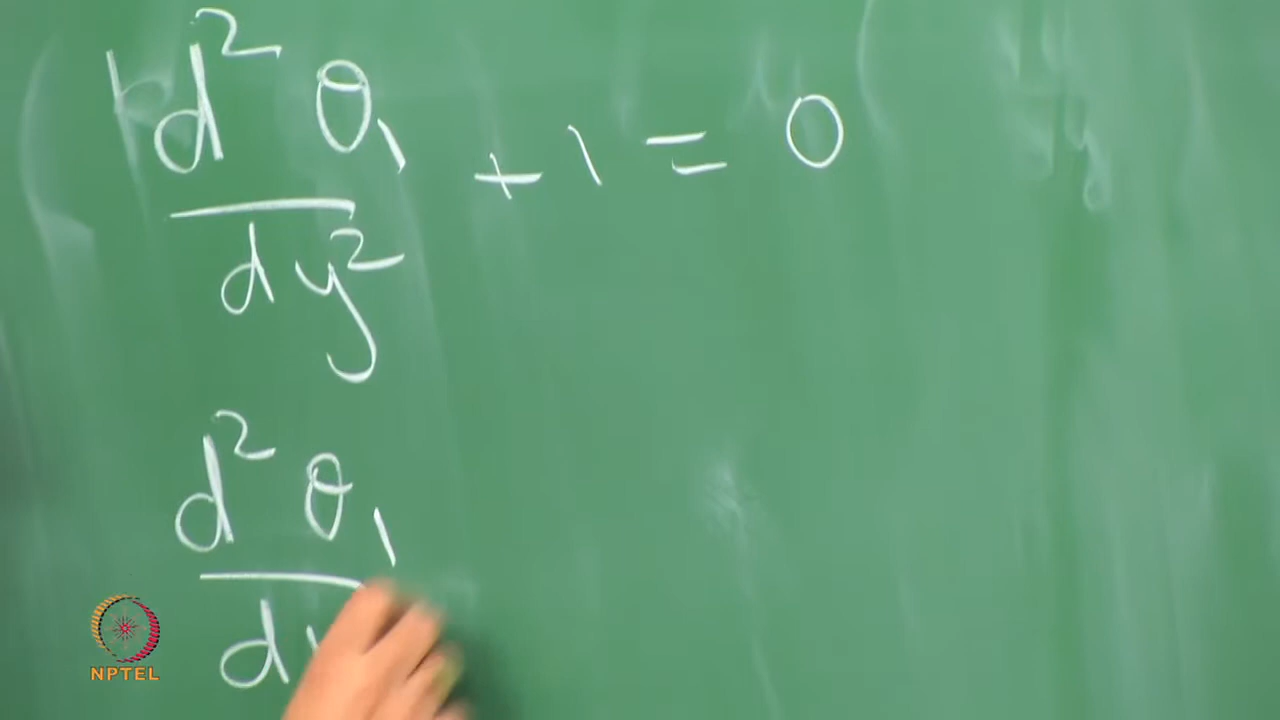 d²θ₁/dy² + 1 = 0
d²θ₁/d
NPTEL